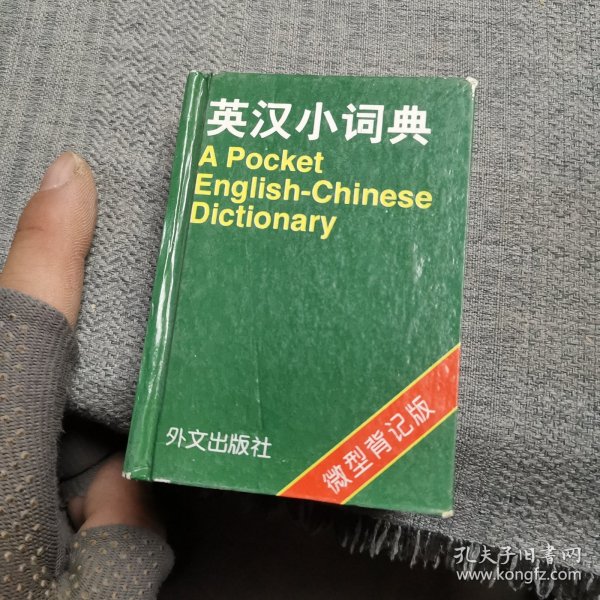 英汉小词典
A Pocket
English-Chinese
Dictionary
外文出版社
微型背记版
孔夫子旧书网
www.kongfz.com